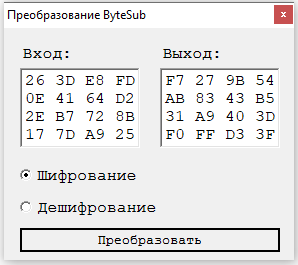 Преобразование ByteSub
x
Вход: Выход:
26 3D E8 FD F7 27 9B 54
0E 41 64 D2 AB 83 43 B5
2E B7 72 8B 31 A9 40 3D
17 7D A9 25 F0 FF D3 3F
Шифрование
Дешифрование
Преобразовать